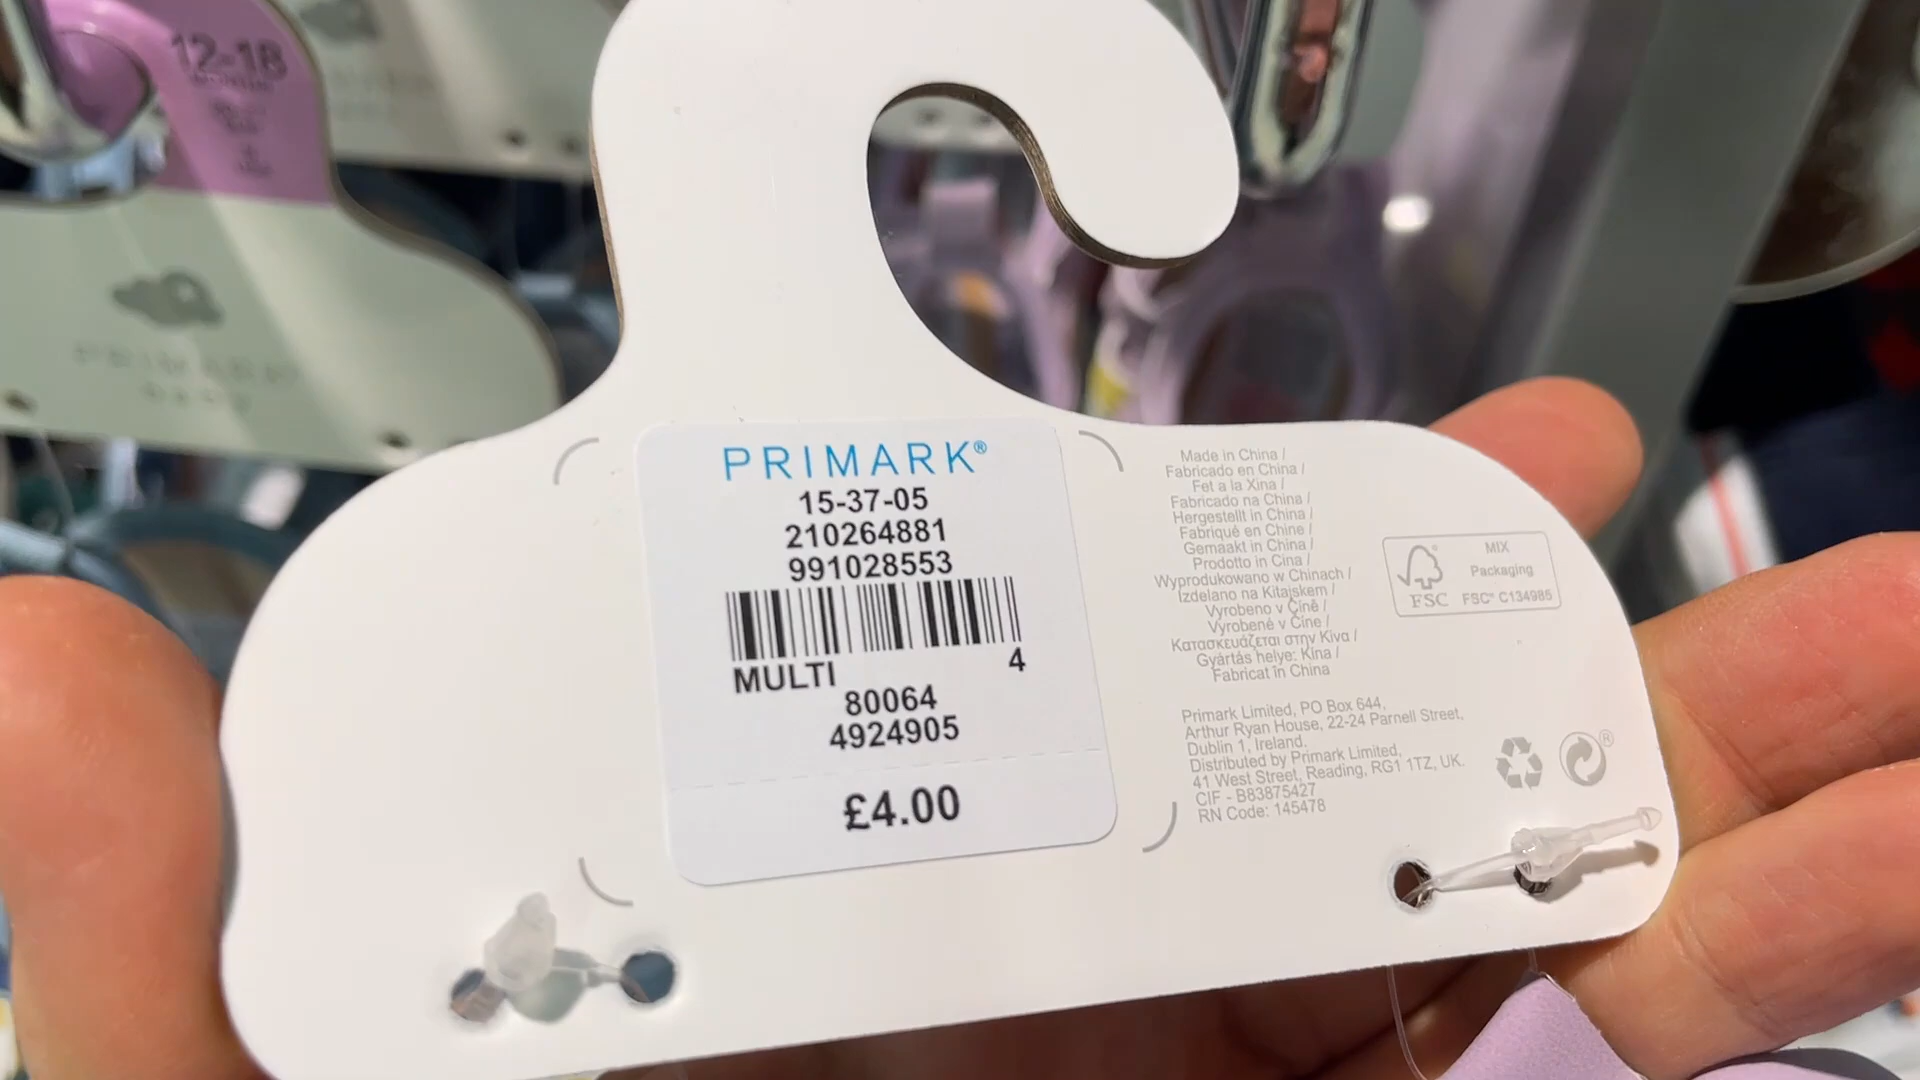 12-18
PRIMARK
BABY
PRIMARK®
15-37-05
210264881
991028553
MULTI 4
80064
4924905
£4.00
Made in China /
Fabricado en China /
Fet a la Xina /
Fabricado na China /
Hergestellt in China /
Fabriqué en Chine /
Gemaakt in China /
Prodotto in Cina /
Wyprodukowano w Chinach /
Izdelano na Kitajskem /
Vyrobeno v Číně /
Vyrobené v Číne /
Κατασκευάζεται στην Κίνα /
Gyártás helye: Kína /
Fabricat în China
Primark Limited, PO Box 644,
Arthur Ryan House, 22-24 Parnell Street,
Dublin 1, Ireland.
Distributed by Primark Limited,
41 West Street, Reading, RG1 1TZ, UK.
CIF - B83875427
RN Code: 145478
FSC
MIX
Packaging
FSC® C134985
®